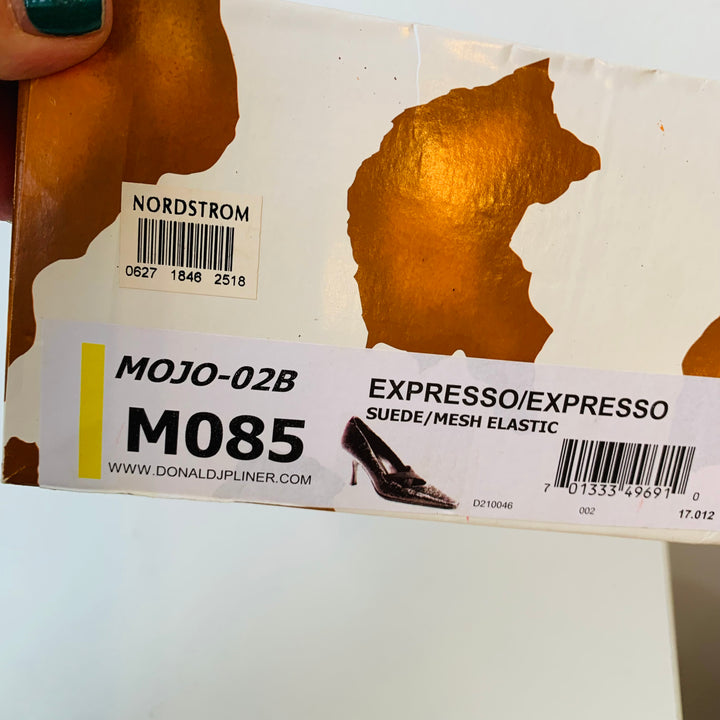 NORDSTROM
0627 1846 2518
MOJO-02B
M085
WWW.DONALDJPLINER.COM
EXPRESSO/EXPRESSO
SUEDE/MESH ELASTIC
D210046
7 01333 49691 0
002
17.012